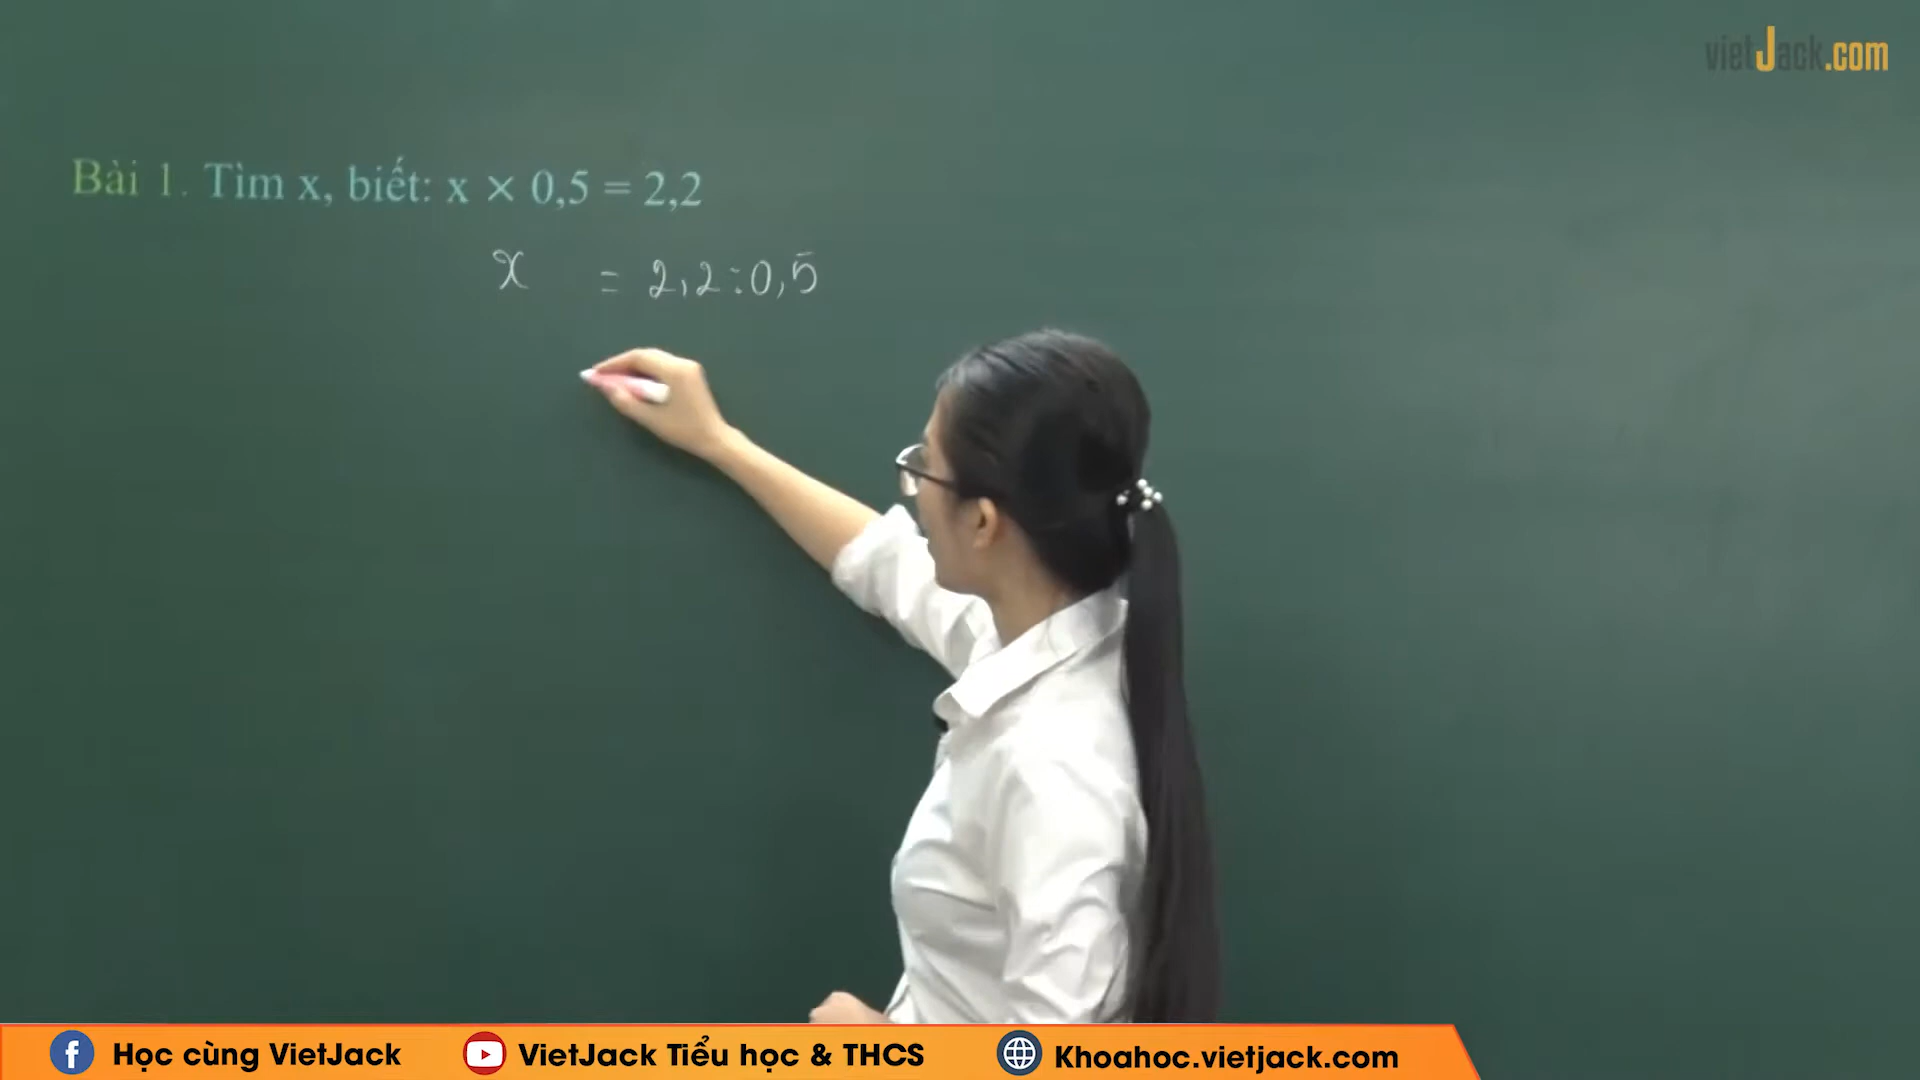 vietJack.com
Bài 1. Tìm x, biết: x × 0,5 = 2,2
x = 2,2 : 0,5
Học cùng VietJack
VietJack Tiểu học & THCS
Khoahoc.vietjack.com